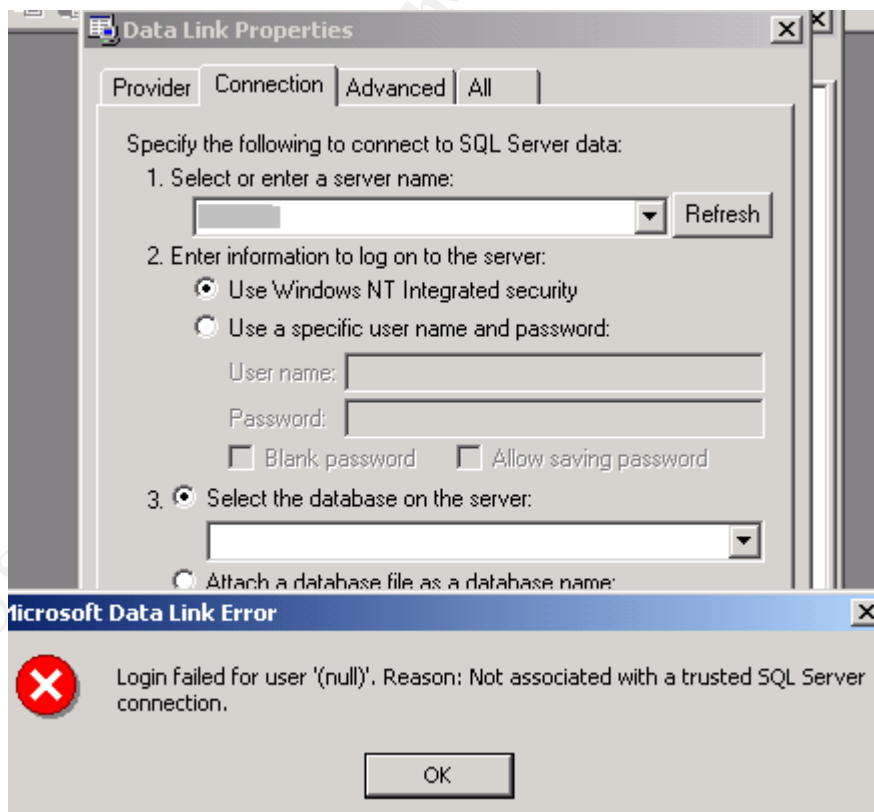 Data Link Properties
Provider Connection Advanced All
Specify the following to connect to SQL Server data:
1. Select or enter a server name:
Refresh
2. Enter information to log on to the server:
Use Windows NT Integrated security
Use a specific user name and password:
User name:
Password:
Blank password Allow saving password
3. Select the database on the server:
Attach a database file as a database name:
Microsoft Data Link Error
Login failed for user '(null)'. Reason: Not associated with a trusted SQL Server
connection.
OK